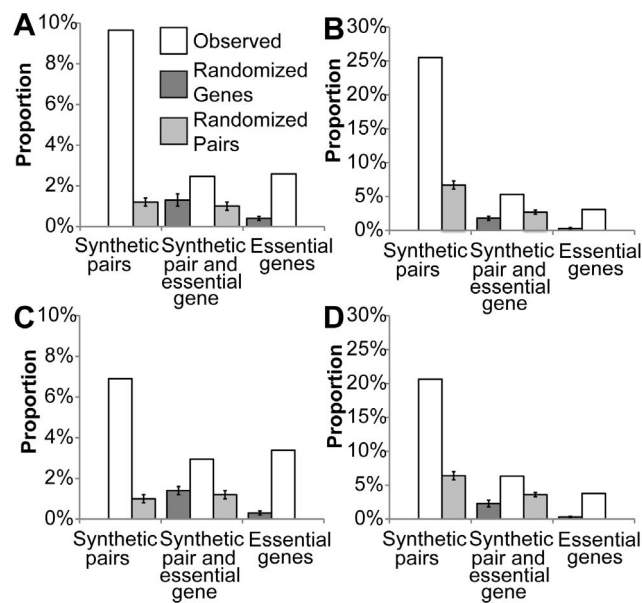 A
10%
8%
6%
4%
2%
0%
Proportion
Observed
Randomized
Genes
Randomized
Pairs
Synthetic
pairs
Synthetic
pair and
essential
gene
Essential
genes
B
30%
25%
20%
15%
10%
5%
0%
Proportion
Synthetic
pairs
Synthetic
pair and
essential
gene
Essential
genes
C
10%
8%
6%
4%
2%
0%
Proportion
Synthetic
pairs
Synthetic
pair and
essential
gene
Essential
genes
D
30%
25%
20%
15%
10%
5%
0%
Proportion
Synthetic
pairs
Synthetic
pair and
essential
gene
Essential
genes